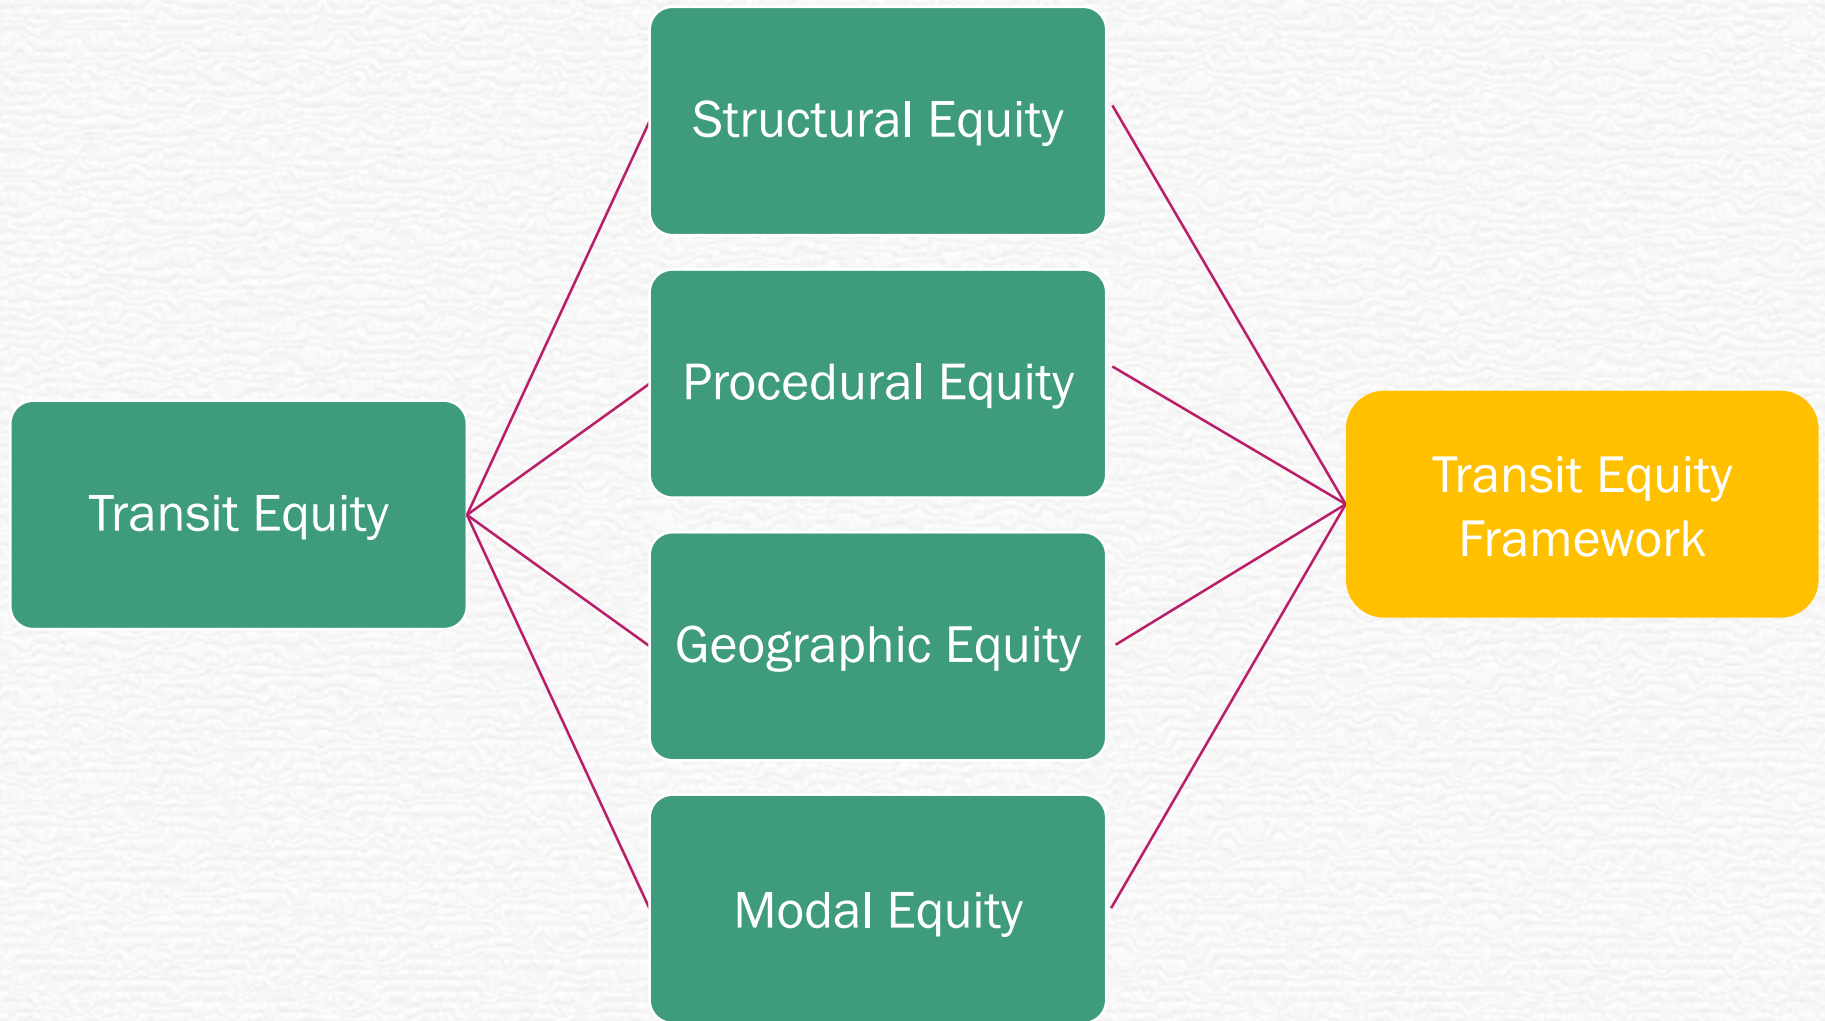 Structural Equity
Procedural Equity
Transit Equity
Geographic Equity
Modal Equity
Transit Equity
Framework